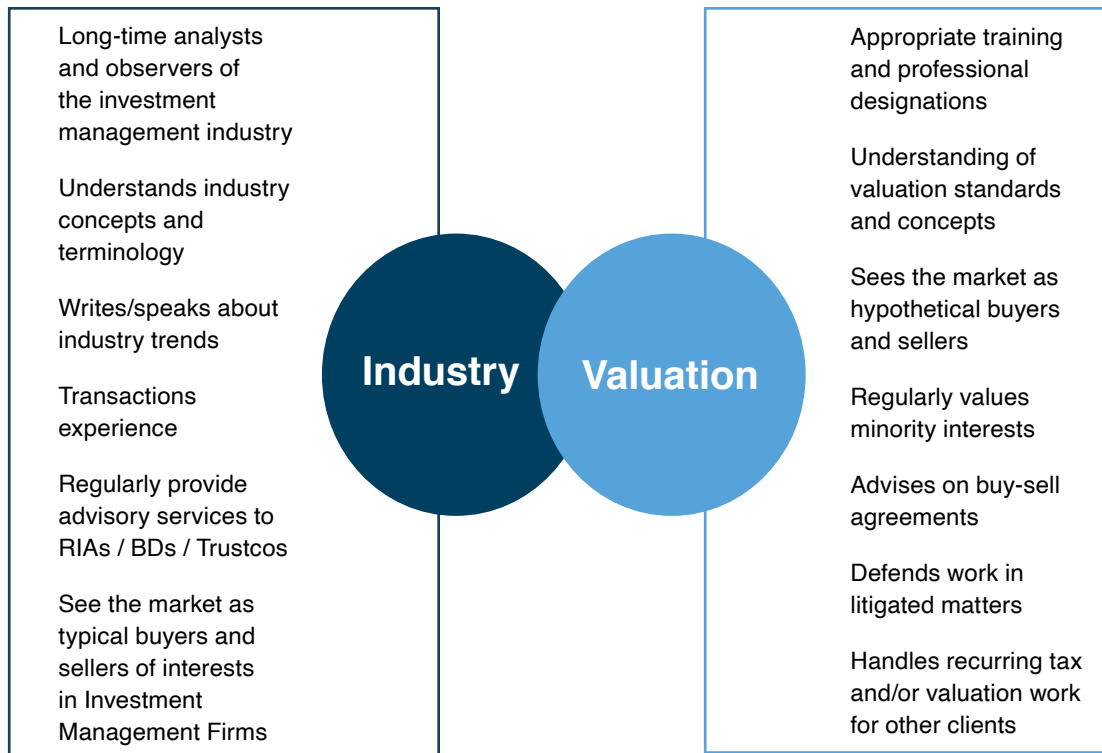 Long-time analysts
and observers of
the investment
management industry
Understands industry
concepts and
terminology
Writes/speaks about
industry trends
Transactions
experience
Regularly provide
advisory services to
RIAs / BDs / Trustcos
See the market as
typical buyers and
sellers of interests
in Investment
Management Firms
Industry
Valuation
Appropriate training
and professional
designations
Understanding of
valuation standards
and concepts
Sees the market as
hypothetical buyers
and sellers
Regularly values
minority interests
Advises on buy-sell
agreements
Defends work in
litigated matters
Handles recurring tax
and/or valuation work
for other clients